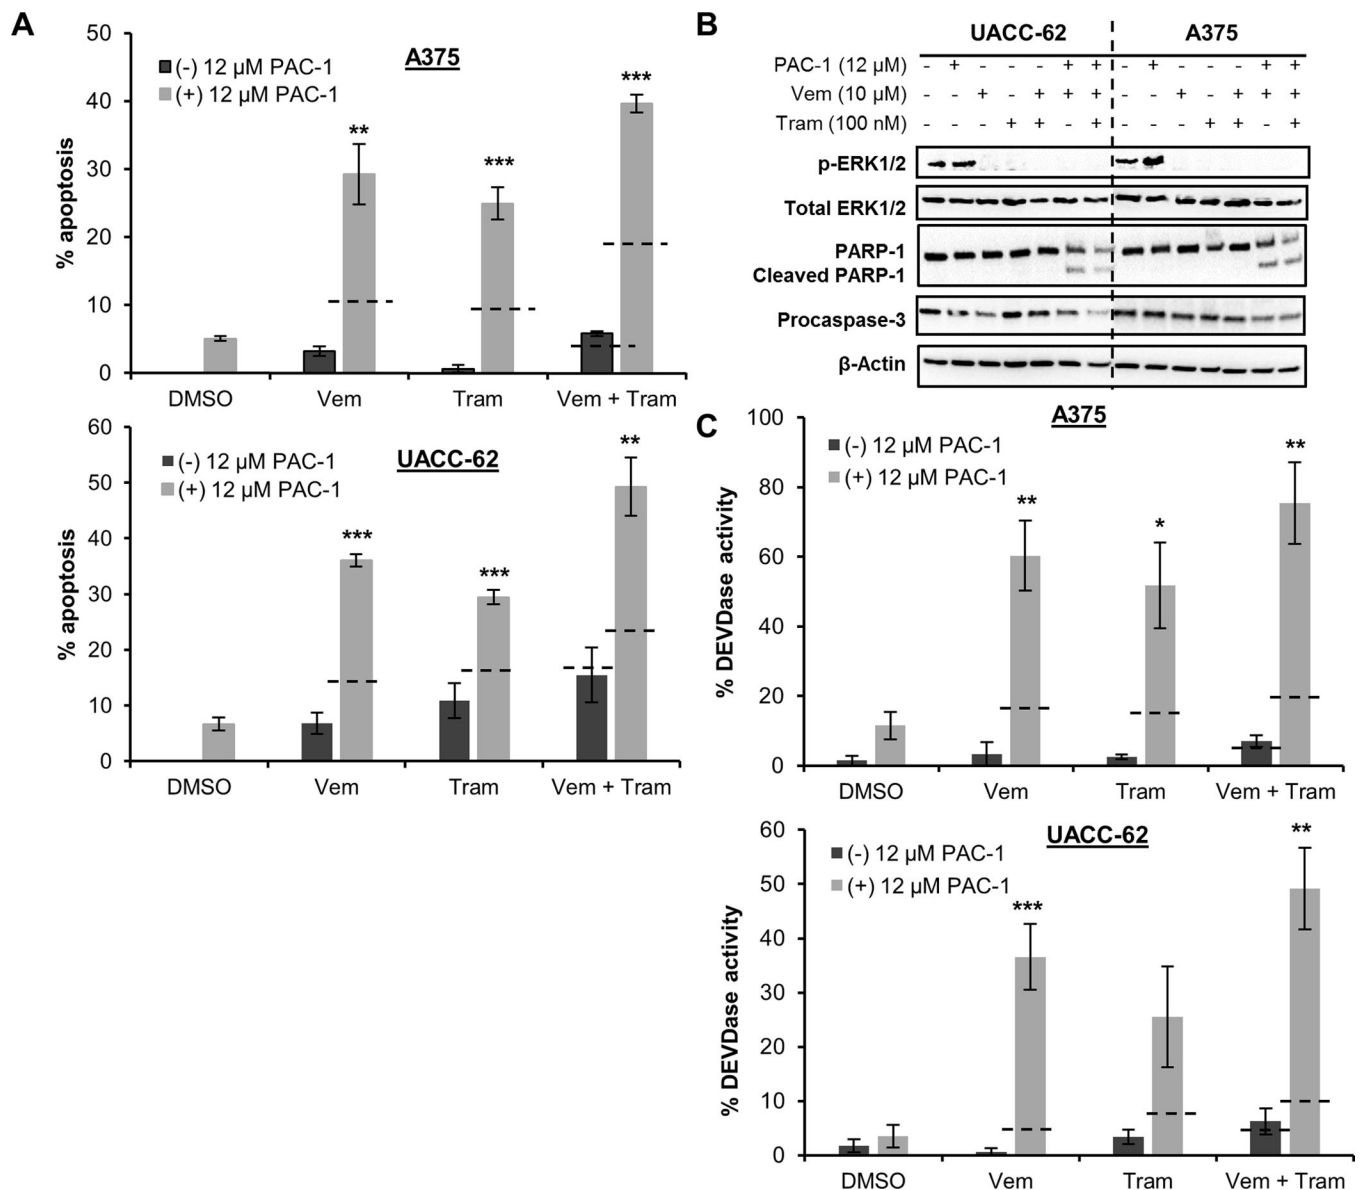 A
A375
(-) 12 µM PAC-1
(+) 12 µM PAC-1
% apoptosis
50
40
30
20
10
0
**
***
***
DMSO Vem Tram Vem + Tram
UACC-62
(-) 12 µM PAC-1
(+) 12 µM PAC-1
% apoptosis
60
50
40
30
20
10
0
***
***
**
DMSO Vem Tram Vem + Tram
B
UACC-62 A375
PAC-1 (12 µM) - + - - - + + - + - - - + +
Vem (10 µM) - - + - + + + - - + - + + +
Tram (100 nM) - - - + + - + - - - + + - +
p-ERK1/2
Total ERK1/2
PARP-1
Cleaved PARP-1
Procaspase-3
β-Actin
C
A375
(-) 12 µM PAC-1
(+) 12 µM PAC-1
% DEVDase activity
100
80
60
40
20
0
**
*
**
DMSO Vem Tram Vem + Tram
UACC-62
(-) 12 µM PAC-1
(+) 12 µM PAC-1
% DEVDase activity
60
50
40
30
20
10
0
***
**
DMSO Vem Tram Vem + Tram